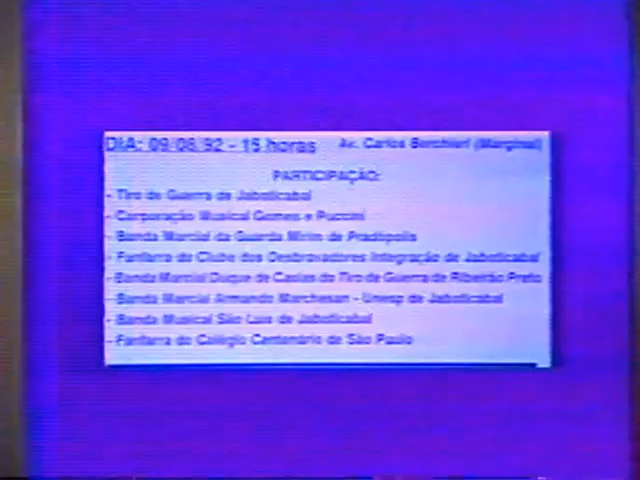 DIA: 09/08/92 - 15 horas Av. Carlos Berchieri (Marginal)
PARTICIPAÇÃO:
- Tiro de Guerra de Jaboticabal
- Corporação Musical Gomes e Puccini
- Banda Marcial da Guarda Mirim de Pradópolis
- Fanfarra do Clube dos Desbravadores Integração de Jaboticabal
- Banda Marcial Duque de Caxias do Tiro de Guerra de Ribeirão Preto
- Banda Marcial Armando Marchesan - Unesp de Jaboticabal
- Banda Musical São Luis de Jaboticabal
- Fanfarra do Colégio Centenário de São Paulo